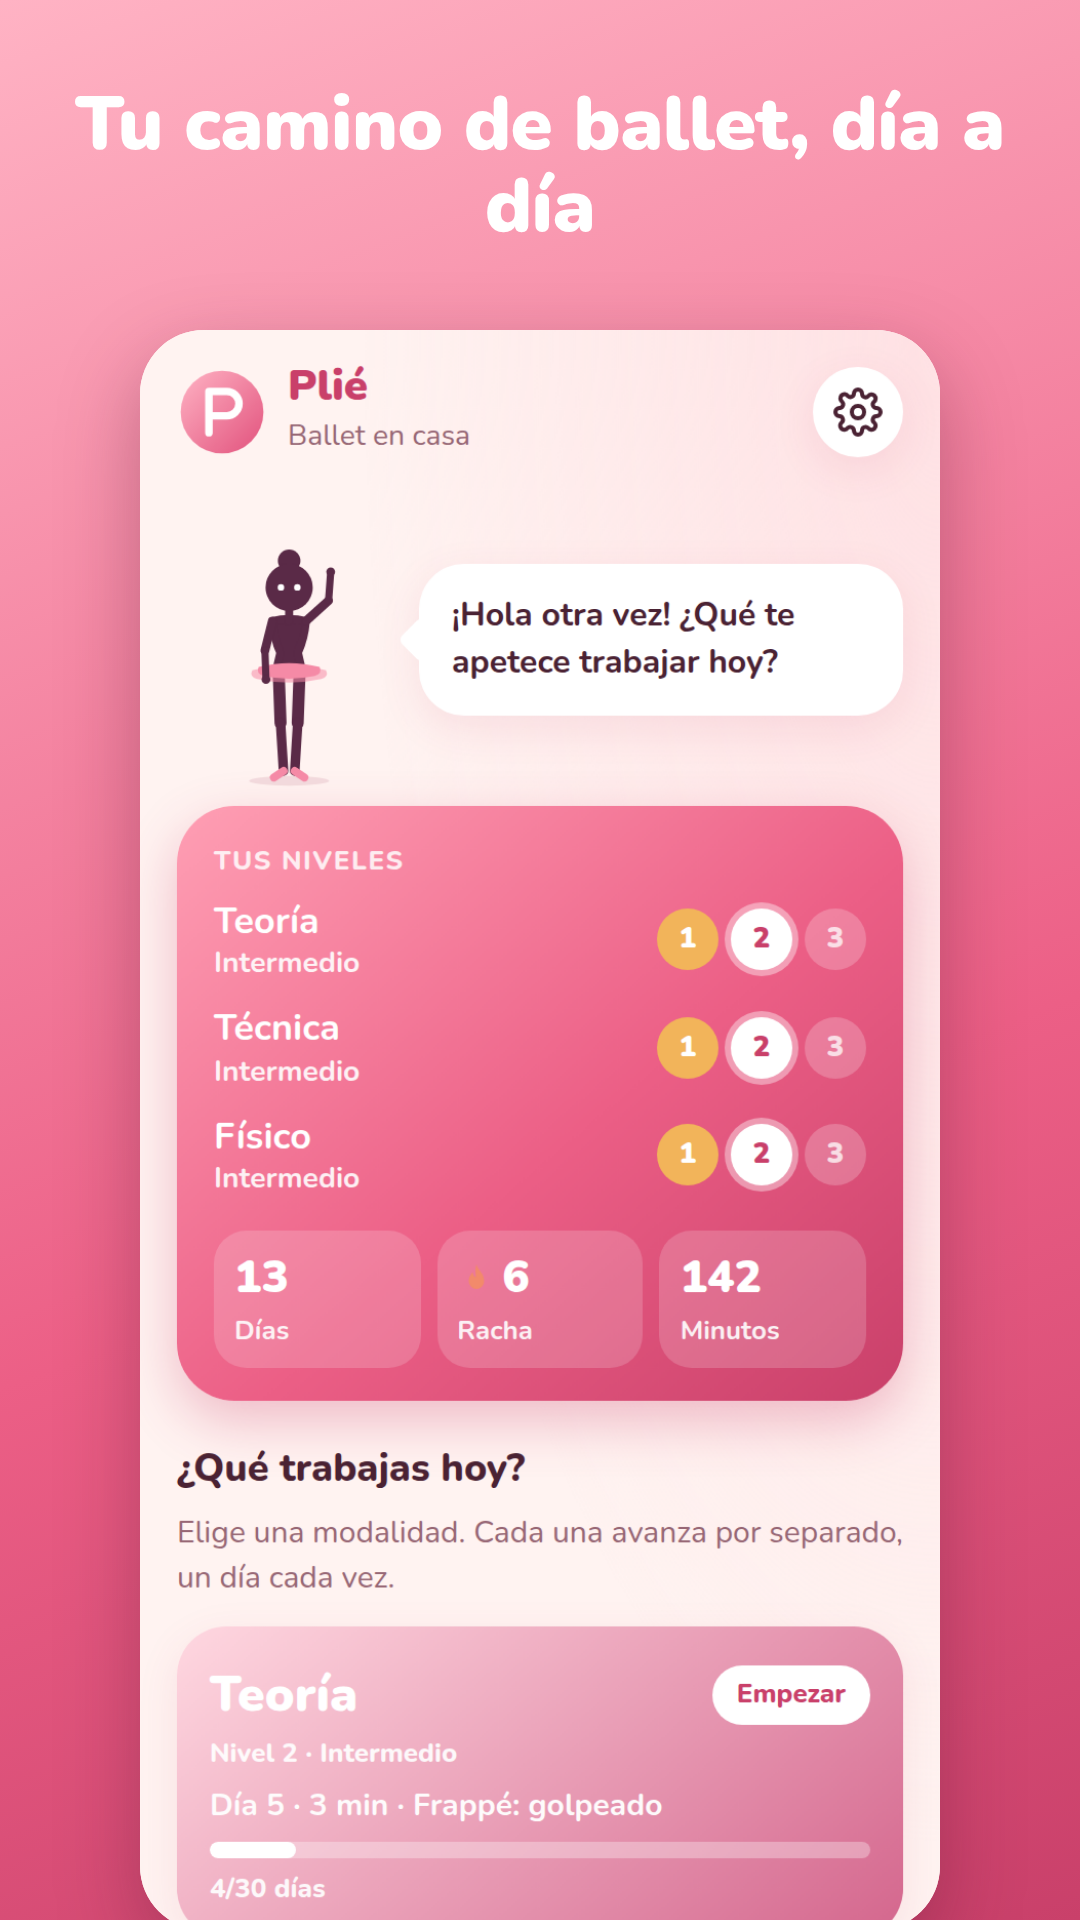 Tu camino de ballet, día a
día
P
Plié
Ballet en casa
¡Hola otra vez! ¿Qué te
apetece trabajar hoy?
TUS NIVELES
Teoría
Intermedio
1 2 3
Técnica
Intermedio
1 2 3
Físico
Intermedio
1 2 3
13
Días
6
Racha
142
Minutos
¿Qué trabajas hoy?
Elige una modalidad. Cada una avanza por separado,
un día cada vez.
Teoría
Empezar
Nivel 2 · Intermedio
Día 5 · 3 min · Frappé: golpeado
4/30 días